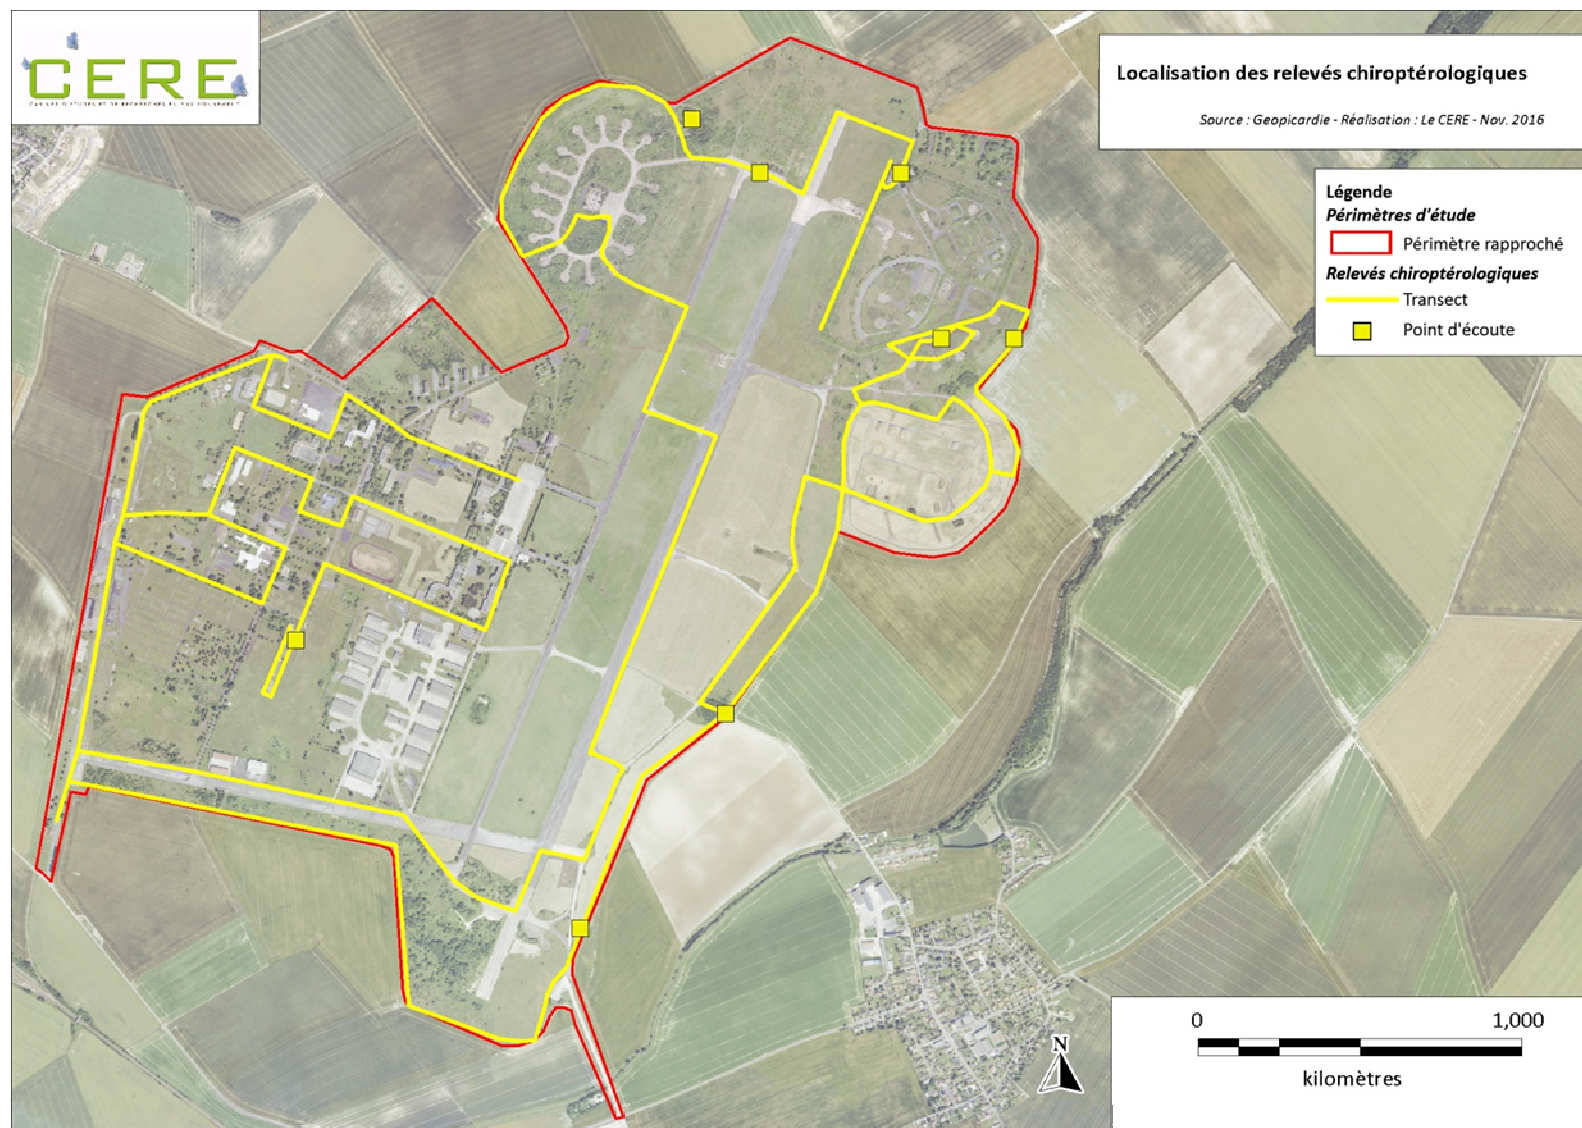 CERE
Localisation des relevés chiroptérologiques
Source : Geopicardie - Réalisation : Le CERE - Nov. 2016
Légende
Périmètres d'étude
Périmètre rapproché
Relevés chiroptérologiques
Transect
Point d'écoute
N
0 1,000
kilomètres